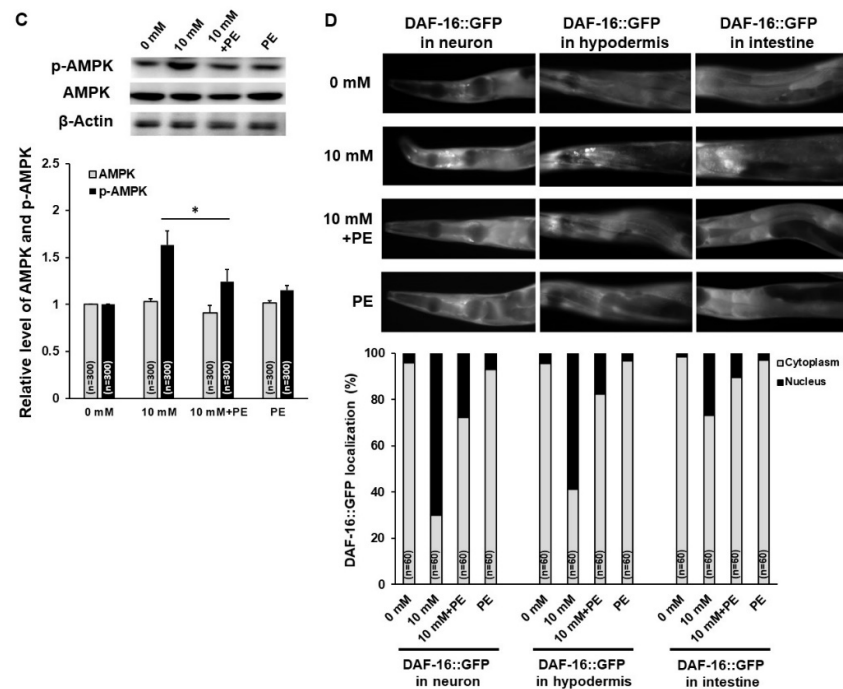 C
0 mM
10 mM
10 mM
+PE
PE
p-AMPK
AMPK
β-Actin
Relative level of AMPK and p-AMPK
2.5
2
1.5
1
0.5
0
AMPK
p-AMPK
*
(n=300)
(n=300)
(n=300)
(n=300)
(n=300)
(n=300)
(n=300)
(n=300)
0 mM
10 mM
10 mM+PE
PE
D
DAF-16::GFP
in neuron
DAF-16::GFP
in hypodermis
DAF-16::GFP
in intestine
0 mM
10 mM
10 mM
+PE
PE
DAF-16::GFP localization (%)
100
80
60
40
20
0
Cytoplasm
Nucleus
(n=60)
(n=60)
(n=60)
(n=60)
(n=60)
(n=60)
(n=60)
(n=60)
(n=60)
(n=60)
(n=60)
(n=60)
0 mM
10 mM
10 mM+PE
PE
0 mM
10 mM
10 mM+PE
PE
0 mM
10 mM
10 mM+PE
PE
DAF-16::GFP
in neuron
DAF-16::GFP
in hypodermis
DAF-16::GFP
in intestine